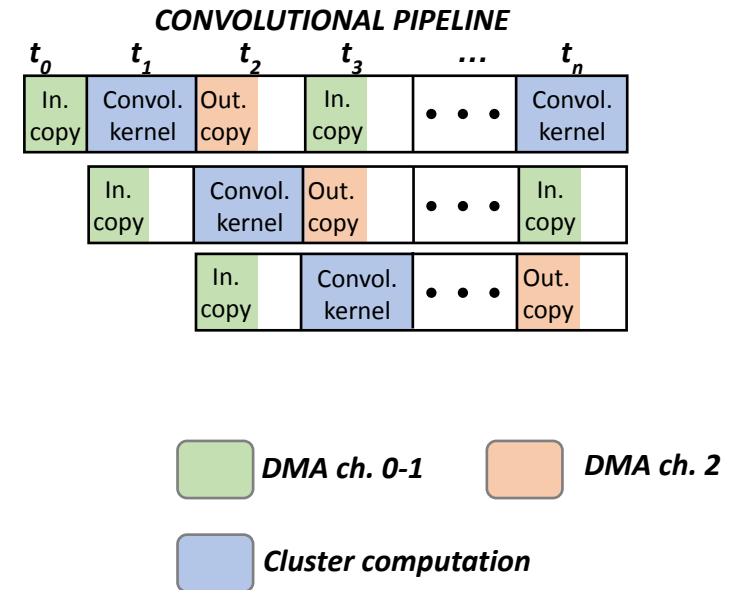 CONVOLUTIONAL PIPELINE
t0 t1 t2 t3 ... tn
In. Convol. Out. In. Convol.
copy kernel copy copy • • • kernel
In. Convol. Out. In.
copy kernel copy • • • copy
In. Convol. Out.
copy kernel • • • copy
DMA ch. 0-1 DMA ch. 2
Cluster computation